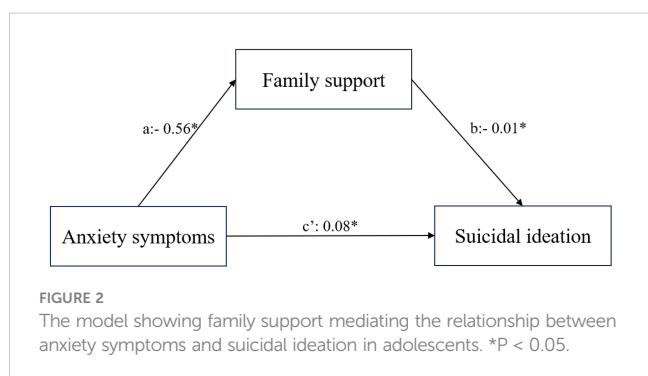 Family support
a:- 0.56*
b:- 0.01*
Anxiety symptoms
c’: 0.08*
Suicidal ideation
FIGURE 2
The model showing family support mediating the relationship between
anxiety symptoms and suicidal ideation in adolescents. *P < 0.05.